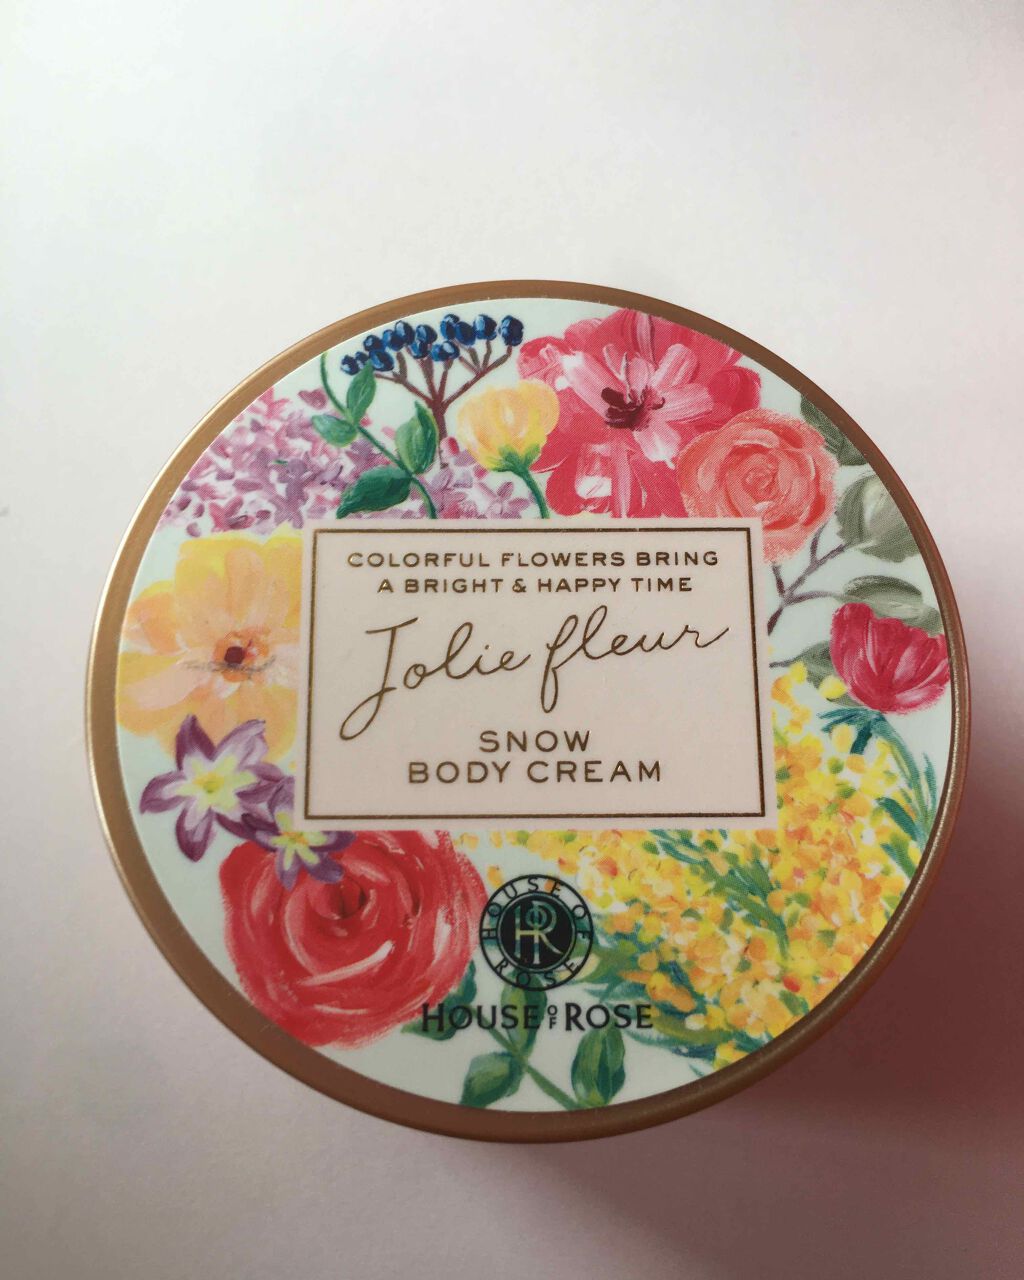 COLORFUL FLOWERS BRING
A BRIGHT & HAPPY TIME
Jolie fleur
SNOW
BODY CREAM
HOUSE OF
HR
ROSE
HOUSE OF ROSE